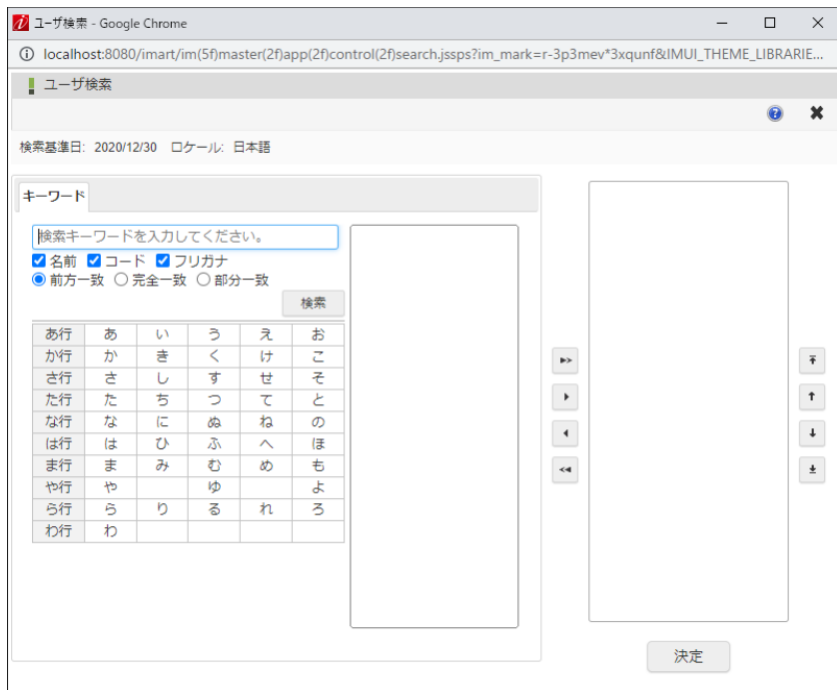 ユーザ検索 - Google Chrome
localhost:8080/imart/im(5f)master(2f)app(2f)control(2f)search.jssps?im_mark=r-3p3mev*3xqunf&IMUI_THEME_LIBRARIE...
ユーザ検索
検索基準日: 2020/12/30 ロケール: 日本語
キーワード
検索キーワードを入力してください。
名前 コード フリガナ
前方一致 完全一致 部分一致
検索
あ行 あ い う え お
か行 か き く け こ
さ行 さ し す せ そ
た行 た ち つ て と
な行 な に ぬ ね の
は行 は ひ ふ へ ほ
ま行 ま み む め も
や行 や ゆ よ
ら行 ら り る れ ろ
わ行 わ
決定